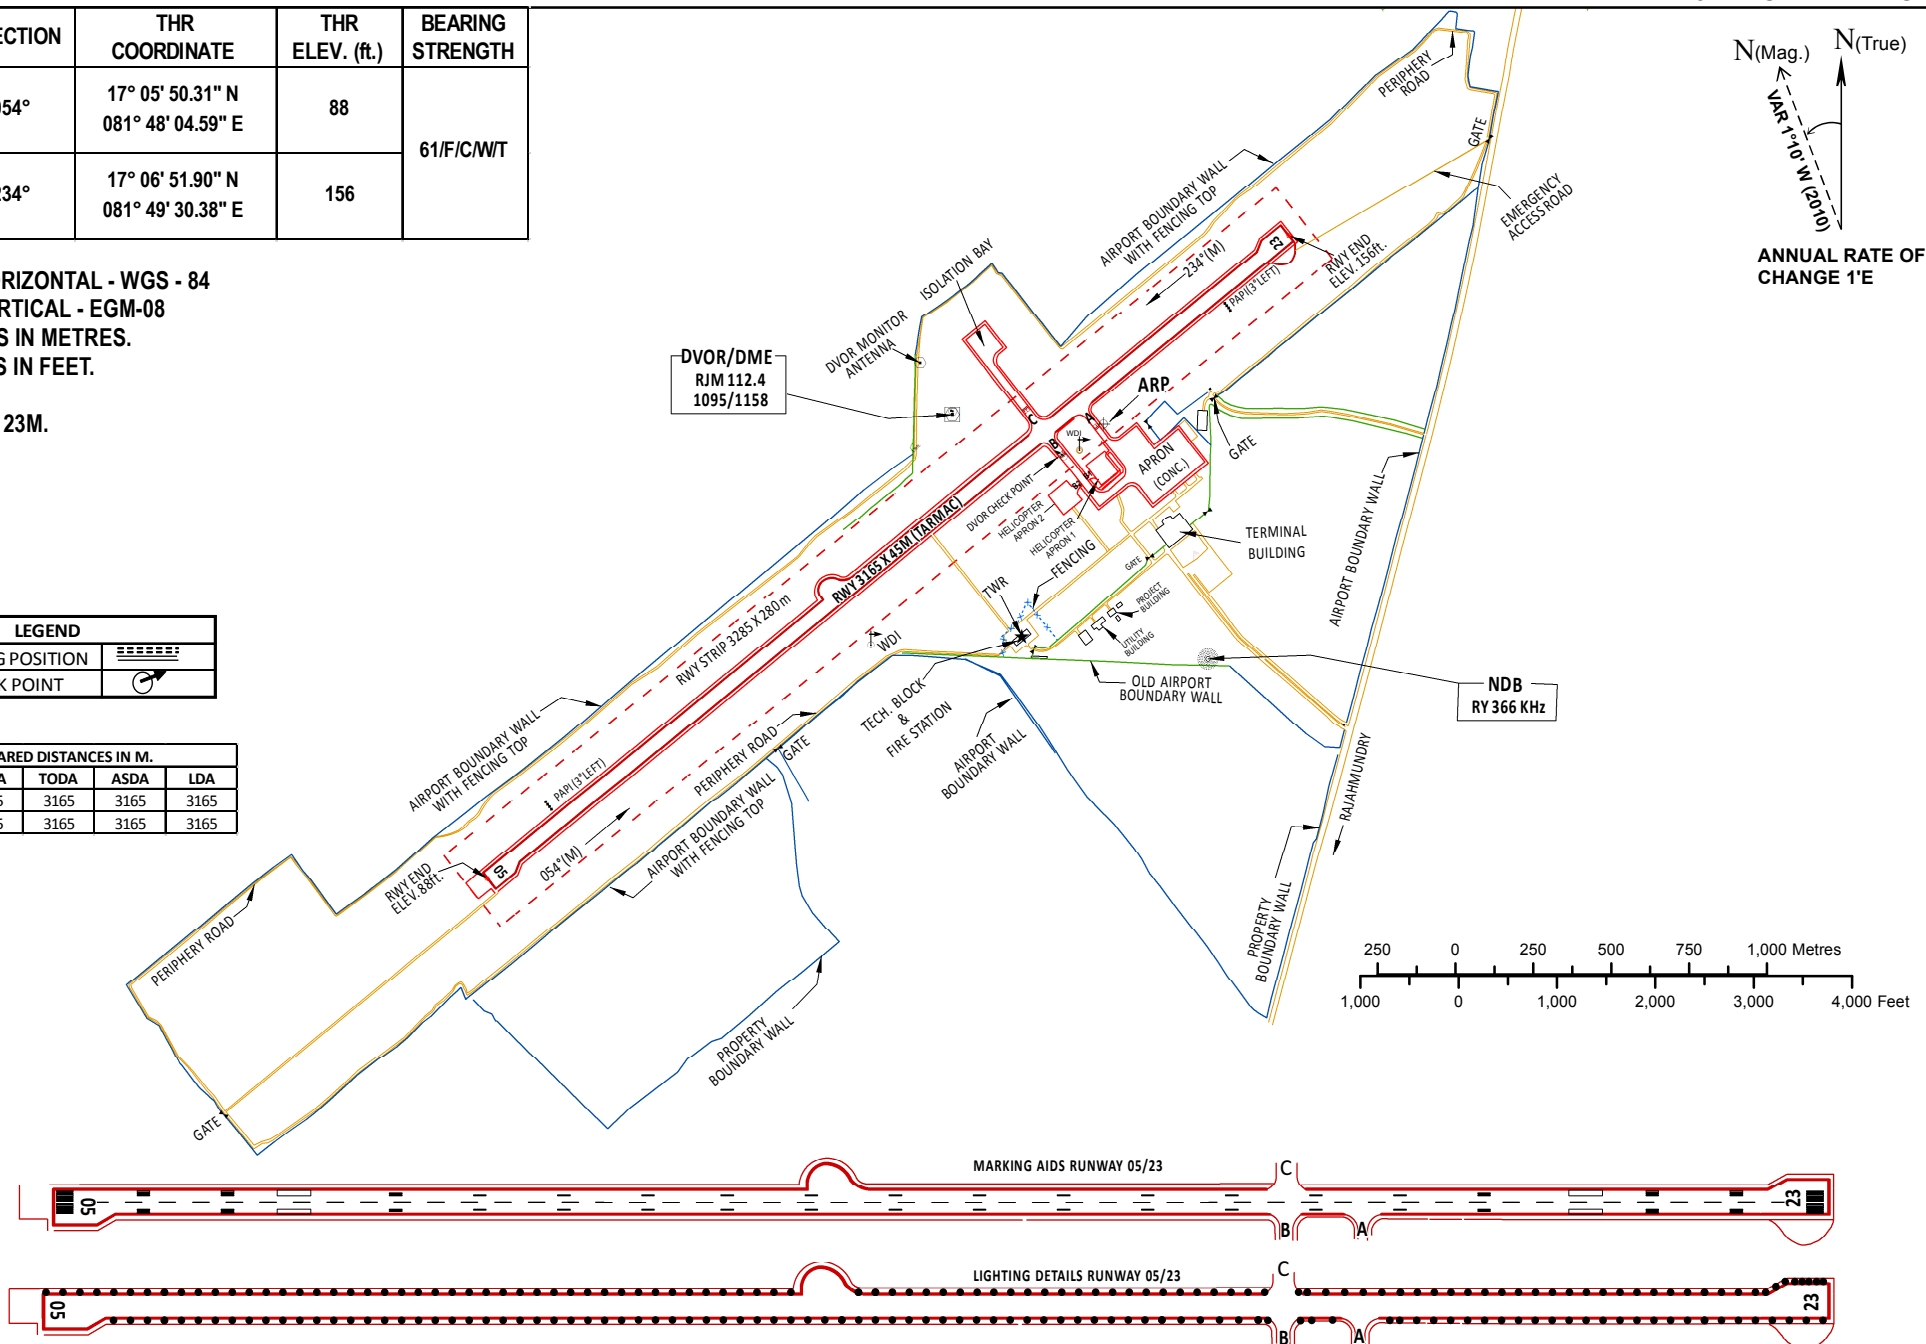 THR COORDINATE
THR ELEV. (ft.)
BEARING STRENGTH
17° 05' 50.31" N
081° 48' 04.59" E
88
61/F/C/W/T
17° 06' 51.90" N
081° 49' 30.38" E
156
- WGS - 84
- EGM-08
IN METRES.
IN FEET.
23M.
LEGEND
POSITION
POINT
DISTANCES IN M.
TODA
ASDA
LDA
3165
3165
3165
3165
3165
3165
N(Mag.)
N(True)
VAR 1°10' W (2010)
ANNUAL RATE OF
CHANGE 1'E
PERIPHERY
ROAD
GATE
EMERGENCY
ACCESS ROAD
AIRPORT BOUNDARY WALL
WITH FENCING TOP
234°(M)
23
RWY END
ELEV. 156ft.
PAPI(3°LEFT)
ISOLATION BAY
DVOR MONITOR
ANTENNA
DVOR/DME
RJM 112.4
1095/1158
ARP
C
A
B
WDI
B2
APRON
(CONC.)
GATE
DVOR CHECK POINT
HELICOPTER
APRON 2
HELICOPTER
APRON 1
FENCING
TERMINAL
BUILDING
AIRPORT BOUNDARY WALL
RWY 3165 X 45M (TARMAC)
RWY STRIP 3285 X 280m
TWR
GATE
PROJECT
BUILDING
UTILITY
BUILDING
WDI
OLD AIRPORT
BOUNDARY WALL
NDB
RY 366 KHz
TECH. BLOCK
&
FIRE STATION
AIRPORT
BOUNDARY WALL
AIRPORT BOUNDARY WALL
WITH FENCING TOP
PERIPHERY ROAD
GATE
PAPI(3°LEFT)
AIRPORT BOUNDARY WALL
WITH FENCING TOP
054°(M)
05
RWY END
ELEV. 88ft.
PERIPHERY ROAD
GATE
PROPERTY
BOUNDARY WALL
PROPERTY
BOUNDARY WALL
RAJAHMUNDRY
250 0 250 500 750 1,000 Metres
1,000 0 1,000 2,000 3,000 4,000 Feet
MARKING AIDS RUNWAY 05/23
C
05
23
B
A
LIGHTING DETAILS RUNWAY 05/23
C
05
23
B
A